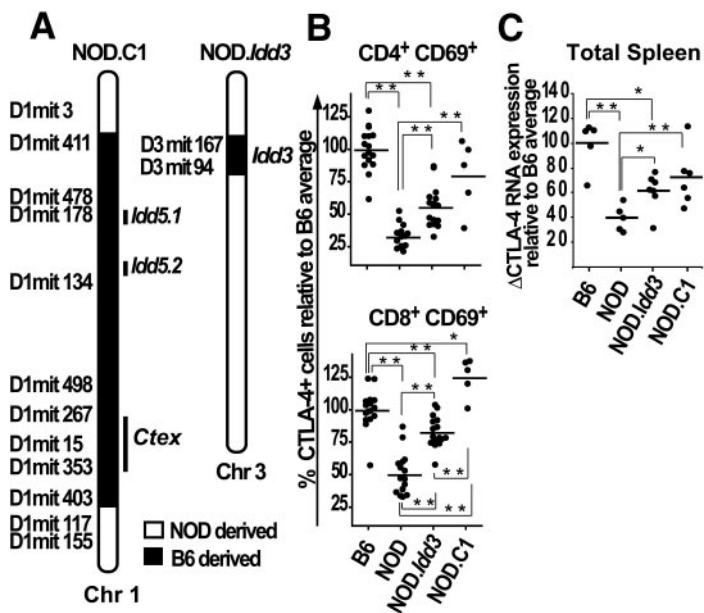 A
NOD.C1
NOD.Idd3
D1mit 3
D1mit 411
D1mit 478
D1mit 178
Idd5.1
Idd5.2
D1mit 134
D1mit 498
D1mit 267
D1mit 15
D1mit 353
Ctex
D1mit 403
D1mit 117
D1mit 155
Chr 1
D3 mit 167
D3 mit 94
Idd3
Chr 3
NOD derived
B6 derived
B
% CTLA-4+ cells relative to B6 average
CD4+ CD69+
125
100
75
50
25
* *
* *
* *
* *
CD8+ CD69+
125
100
75
50
25
*
* *
* *
* *
* *
* *
* *
B6
NOD
NOD.Idd3
NOD.C1
C
Total Spleen
ΔCTLA-4 RNA expression
relative to B6 average
140
120
100
80
60
40
20
*
* *
* *
*
B6
NOD
NOD.Idd3
NOD.C1